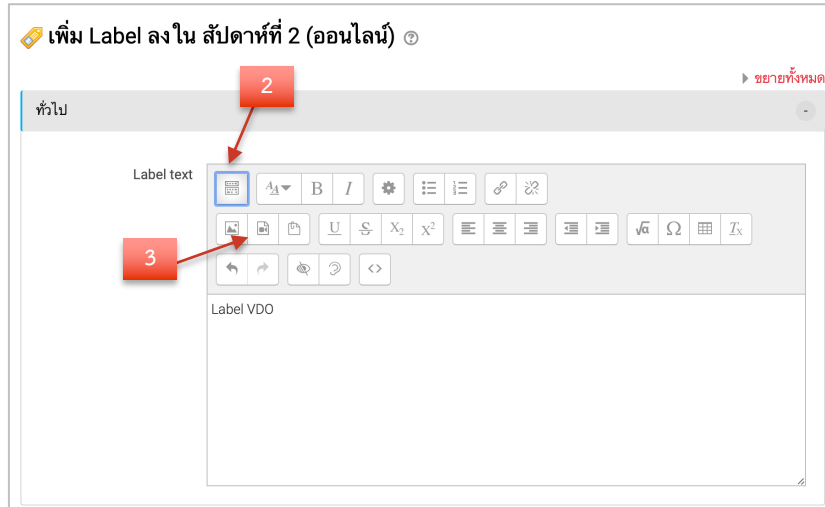 เพิ่ม Label ลงใน สัปดาห์ที่ 2 (ออนไลน์)
2
ขยายทั้งหมด
ทั่วไป
Label text
B I
U S X₂ X²
√α Ω Tx
3
Label VDO